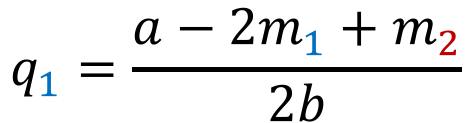 q₁ = (a − 2m₁ + m₂) / 2b